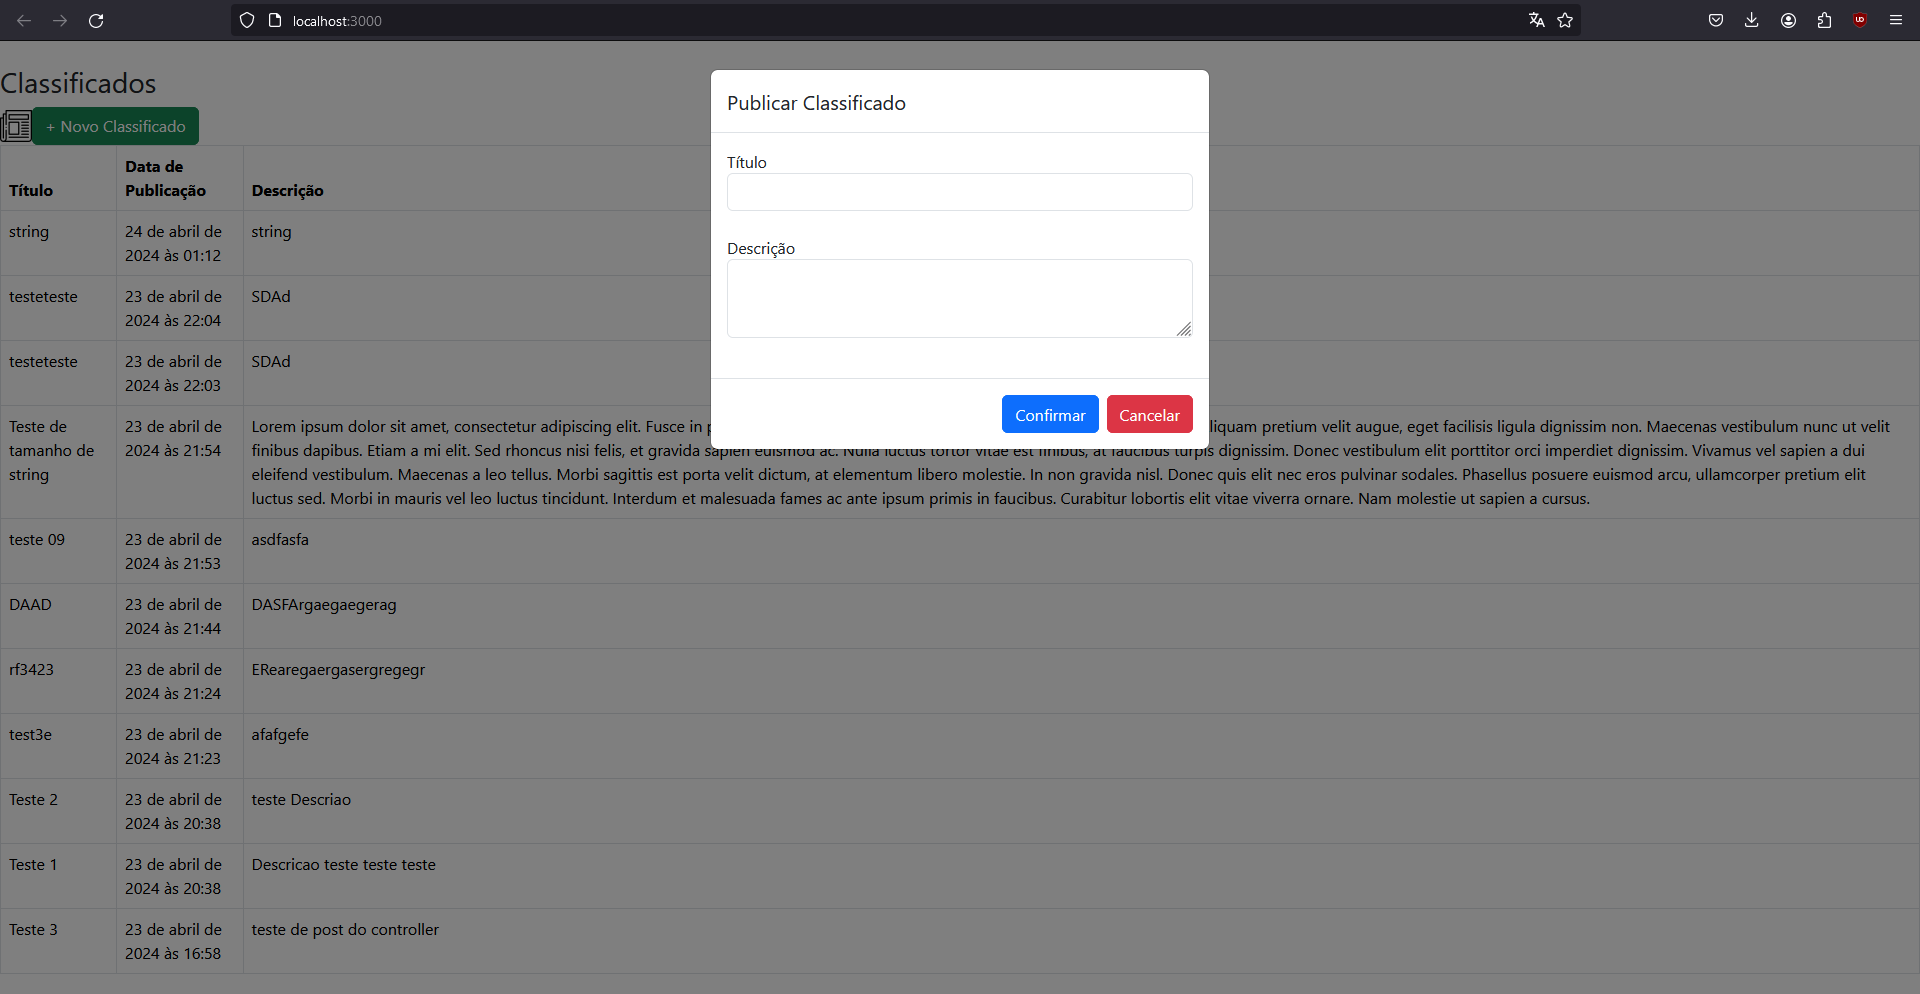 localhost:3000
Classificados
+ Novo Classificado
Publicar Classificado
Título
Descrição
Confirmar
Cancelar
Título
Data de
Publicação
Descrição
string
24 de abril de
2024 às 01:12
string
testeteste
23 de abril de
2024 às 22:04
SDAd
testeteste
23 de abril de
2024 às 22:03
SDAd
Teste de
tamanho de
string
23 de abril de
2024 às 21:54
Lorem ipsum dolor sit amet, consectetur adipiscing elit. Fusce in liquam pretium velit augue, eget facilisis ligula dignissim non. Maecenas vestibulum nunc ut velit
finibus dapibus. Etiam a mi elit. Sed rhoncus nisi felis, et gravida sapien euismod ac. Nulla luctus tortor vitae est finibus, at faucibus turpis dignissim. Donec vestibulum elit porttitor orci imperdiet dignissim. Vivamus vel sapien a dui
eleifend vestibulum. Maecenas a leo tellus. Morbi sagittis est porta velit dictum, at elementum libero molestie. In non gravida nisl. Donec quis elit nec eros pulvinar sodales. Phasellus posuere euismod arcu, ullamcorper pretium elit
luctus sed. Morbi in mauris vel leo luctus tincidunt. Interdum et malesuada fames ac ante ipsum primis in faucibus. Curabitur lobortis elit vitae viverra ornare. Nam molestie ut sapien a cursus.
teste 09
23 de abril de
2024 às 21:53
asdfasfa
DAAD
23 de abril de
2024 às 21:44
DASFArgaegaegerag
rf3423
23 de abril de
2024 às 21:24
ERearegaergasergregegr
test3e
23 de abril de
2024 às 21:23
afafgefe
Teste 2
23 de abril de
2024 às 20:38
teste Descriao
Teste 1
23 de abril de
2024 às 20:38
Descricao teste teste teste
Teste 3
23 de abril de
2024 às 16:58
teste de post do controller